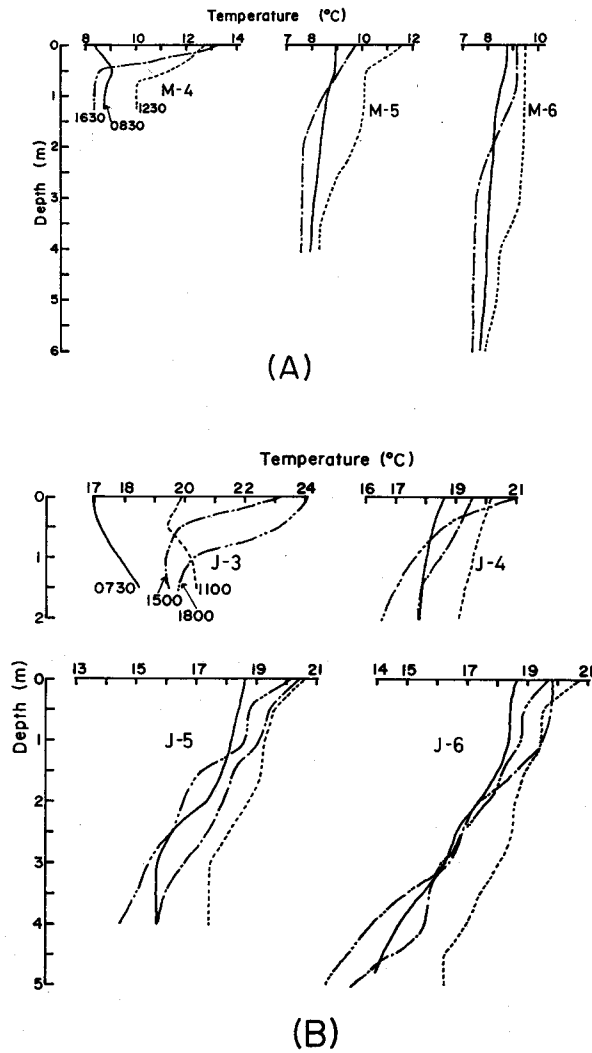 Temperature (°C)
8 10 12 14
7 8 10 12
7 8 10
0
1
2
3
4
5
6
Depth (m)
M-4
1630
0830
1230
M-5
M-6
(A)
Temperature (°C)
17 20 22 24
16 17 19 21
0
1
2
J-3
0730
1500
1800
1100
J-4
13 15 17 19 21
14 15 17 19 21
Depth (m)
0
1
2
3
4
5
J-5
J-6
(B)